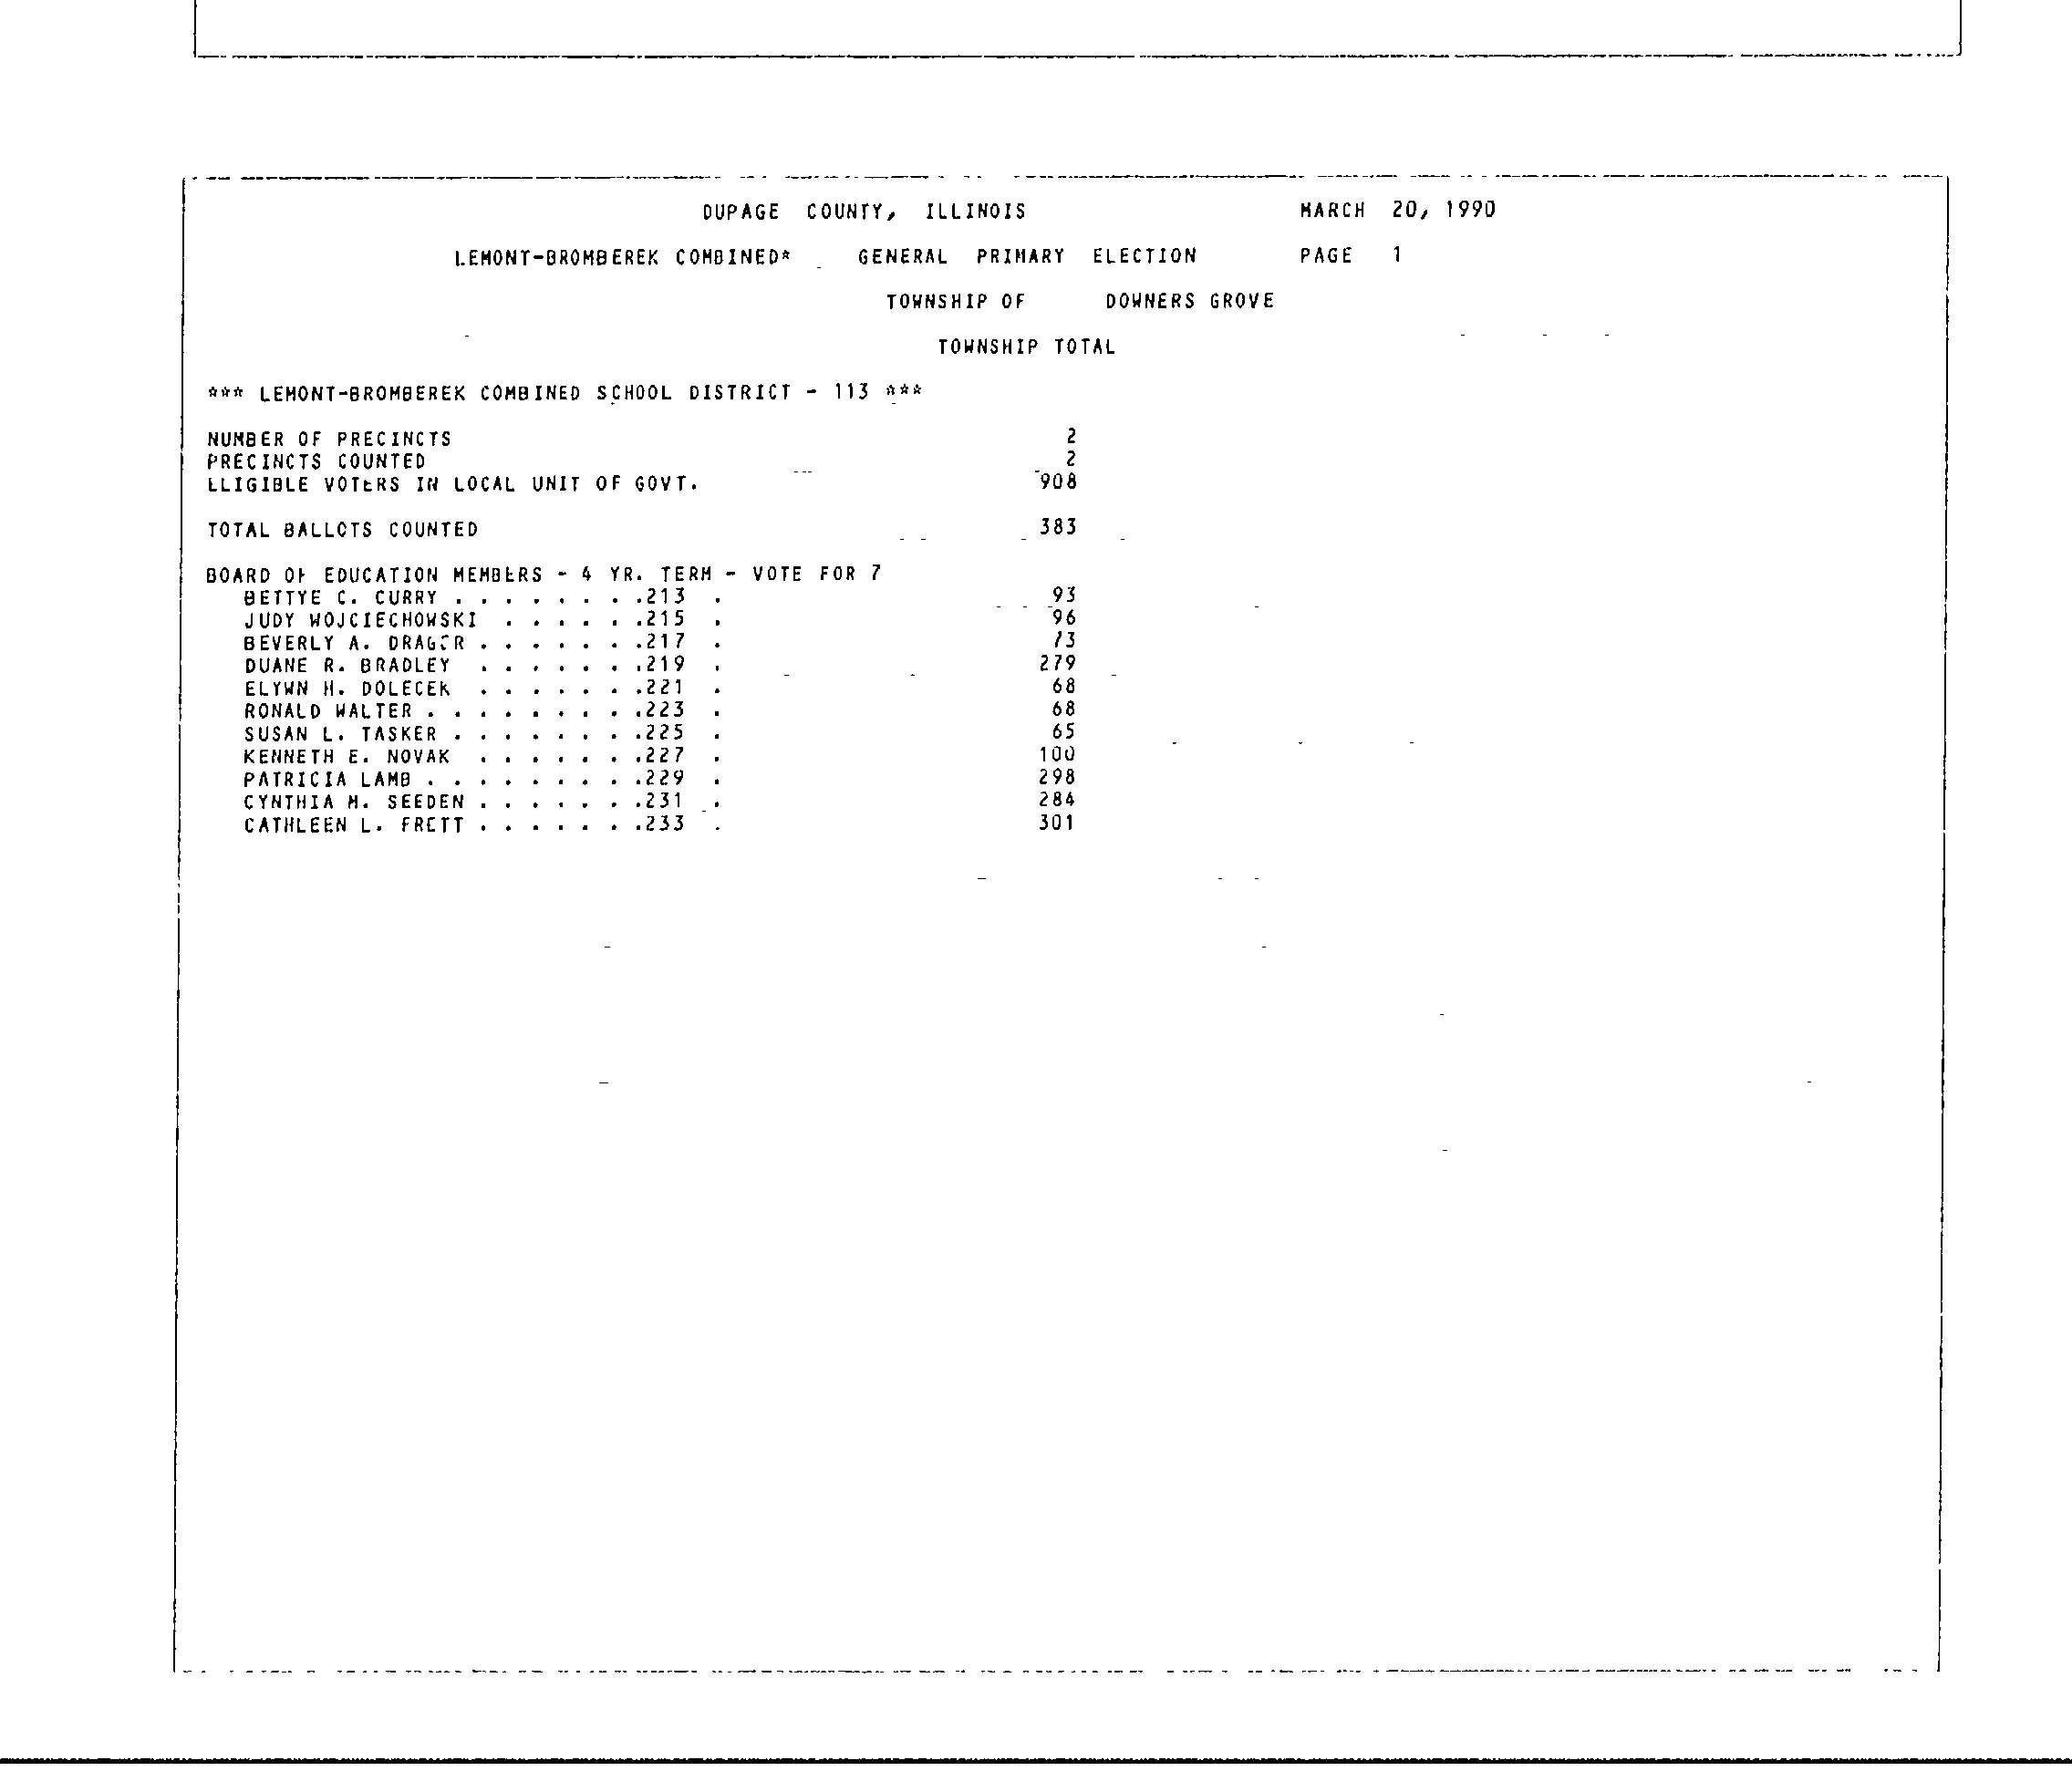 DUPAGE COUNTY, ILLINOIS MARCH 20, 1990
LEMONT-BROMBEREK COMBINED* GENERAL PRIMARY ELECTION PAGE 1
TOWNSHIP OF DOWNERS GROVE
TOWNSHIP TOTAL
*** LEMONT-BROMBEREK COMBINED SCHOOL DISTRICT - 113 ***
NUMBER OF PRECINCTS 2
PRECINCTS COUNTED 2
ELIGIBLE VOTERS IN LOCAL UNIT OF GOVT. 908
TOTAL BALLOTS COUNTED 383
BOARD OF EDUCATION MEMBERS - 4 YR. TERM - VOTE FOR 7
BETTYE C. CURRY . . . . . . . .213 . 93
JUDY WOJCIECHOWSKI . . . . . .215 . 96
BEVERLY A. DRAGER . . . . . . .217 . 73
DUANE R. BRADLEY . . . . . . .219 . 279
ELYWN H. DOLECEK . . . . . . .221 . 68
RONALD WALTER . . . . . . . . .223 . 68
SUSAN L. TASKER . . . . . . . .225 . 65
KENNETH E. NOVAK . . . . . . .227 . 100
PATRICIA LAMB . . . . . . . . .229 . 298
CYNTHIA M. SEEDEN . . . . . . .231 . 284
CATHLEEN L. FRETT . . . . . . .233 . 301